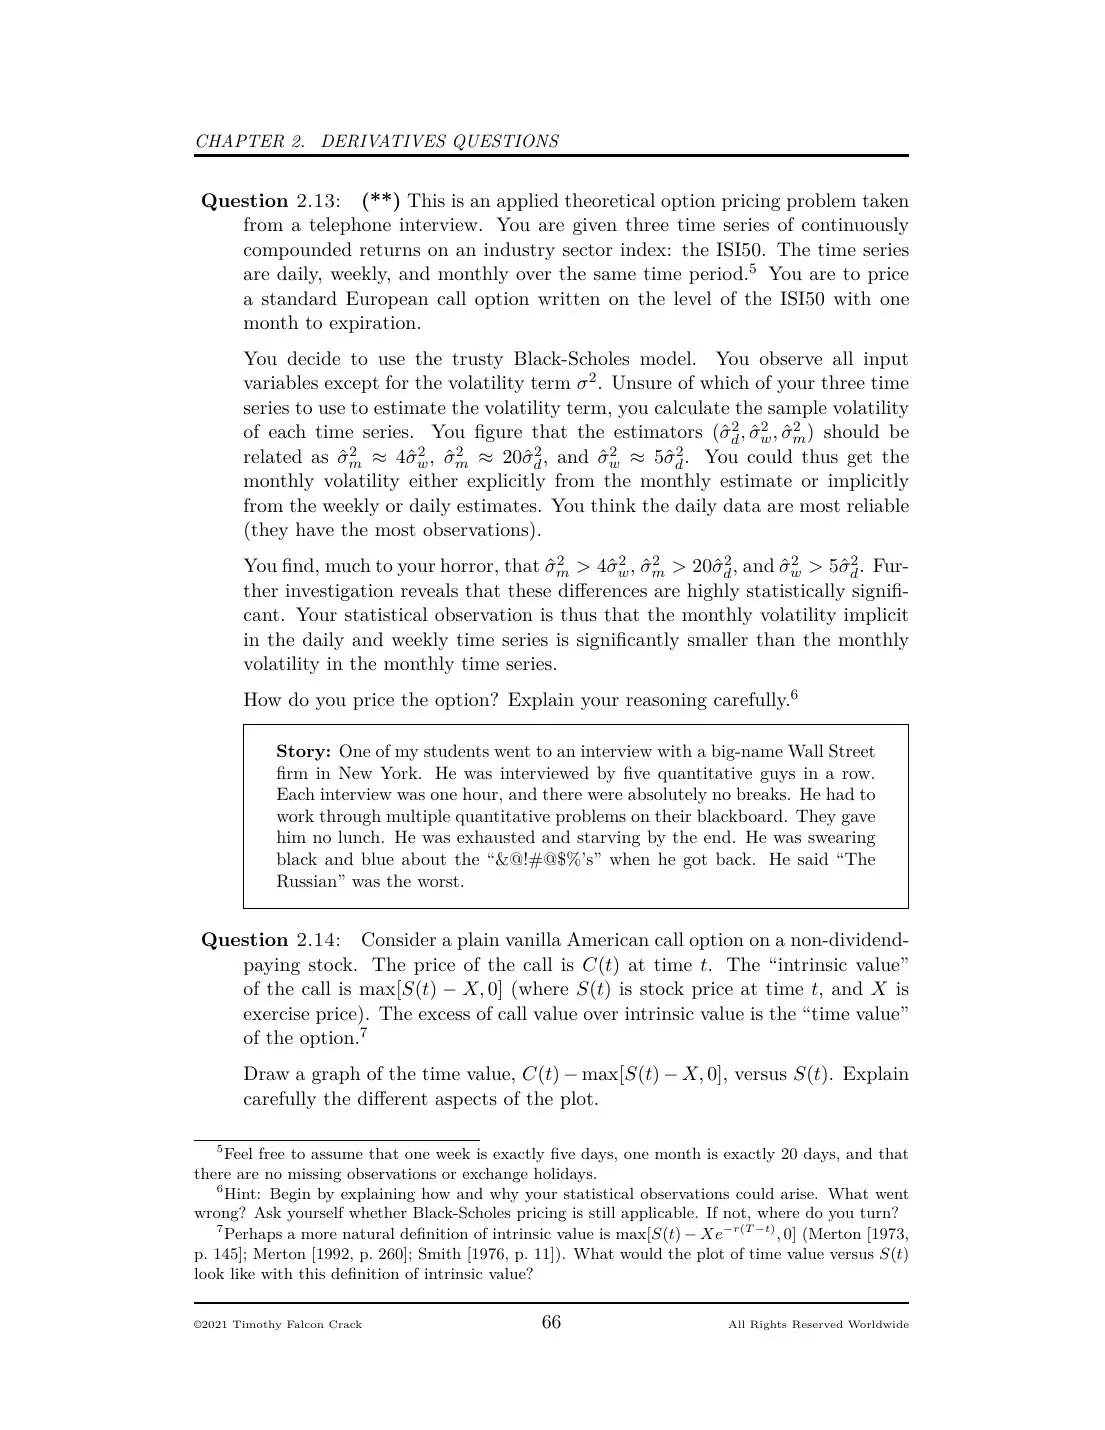 CHAPTER 2. DERIVATIVES QUESTIONS
Question 2.13: (**) This is an applied theoretical option pricing problem taken
from a telephone interview. You are given three time series of continuously
compounded returns on an industry sector index: the ISI50. The time series
are daily, weekly, and monthly over the same time period.⁵ You are to price
a standard European call option written on the level of the ISI50 with one
month to expiration.
You decide to use the trusty Black-Scholes model. You observe all input
variables except for the volatility term σ². Unsure of which of your three time
series to use to estimate the volatility term, you calculate the sample volatility
of each time series. You figure that the estimators (σ̂²_d, σ̂²_w, σ̂²_m) should be
related as σ̂²_m ≈ 4σ̂²_w, σ̂²_m ≈ 20σ̂²_d, and σ̂²_w ≈ 5σ̂²_d. You could thus get the
monthly volatility either explicitly from the monthly estimate or implicitly
from the weekly or daily estimates. You think the daily data are most reliable
(they have the most observations).
You find, much to your horror, that σ̂²_m > 4σ̂²_w, σ̂²_m > 20σ̂²_d, and σ̂²_w > 5σ̂²_d. Fur-
ther investigation reveals that these differences are highly statistically signifi-
cant. Your statistical observation is thus that the monthly volatility implicit
in the daily and weekly time series is significantly smaller than the monthly
volatility in the monthly time series.
How do you price the option? Explain your reasoning carefully.⁶
Story: One of my students went to an interview with a big-name Wall Street
firm in New York. He was interviewed by five quantitative guys in a row.
Each interview was one hour, and there were absolutely no breaks. He had to
work through multiple quantitative problems on their blackboard. They gave
him no lunch. He was exhausted and starving by the end. He was swearing
black and blue about the “&@!#@$%’s” when he got back. He said “The
Russian” was the worst.
Question 2.14: Consider a plain vanilla American call option on a non-dividend-
paying stock. The price of the call is C(t) at time t. The “intrinsic value”
of the call is max[S(t) − X, 0] (where S(t) is stock price at time t, and X is
exercise price). The excess of call value over intrinsic value is the “time value”
of the option.⁷
Draw a graph of the time value, C(t) − max[S(t) − X, 0], versus S(t). Explain
carefully the different aspects of the plot.
⁵Feel free to assume that one week is exactly five days, one month is exactly 20 days, and that
there are no missing observations or exchange holidays.
⁶Hint: Begin by explaining how and why your statistical observations could arise. What went
wrong? Ask yourself whether Black-Scholes pricing is still applicable. If not, where do you turn?
⁷Perhaps a more natural definition of intrinsic value is max[S(t) − Xe^−r(T−t), 0] (Merton [1973,
p. 145]; Merton [1992, p. 260]; Smith [1976, p. 11]). What would the plot of time value versus S(t)
look like with this definition of intrinsic value?
©2021 Timothy Falcon Crack 66 All Rights Reserved Worldwide